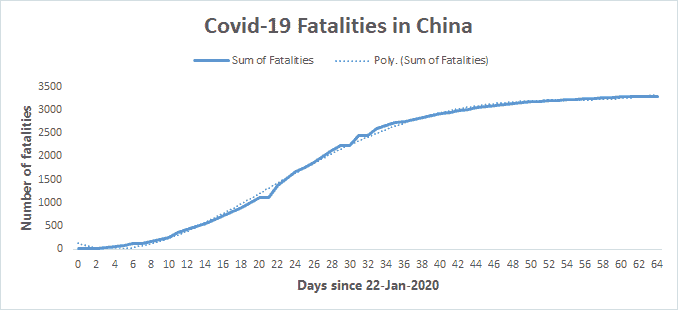 Covid-19 Fatalities in China
Sum of Fatalities
Poly. (Sum of Fatalities)
Number of fatalities
3500
3000
2500
2000
1500
1000
500
0
0 2 4 6 8 10 12 14 16 18 20 22 24 26 28 30 32 34 36 38 40 42 44 46 48 50 52 54 56 58 60 62 64
Days since 22-Jan-2020